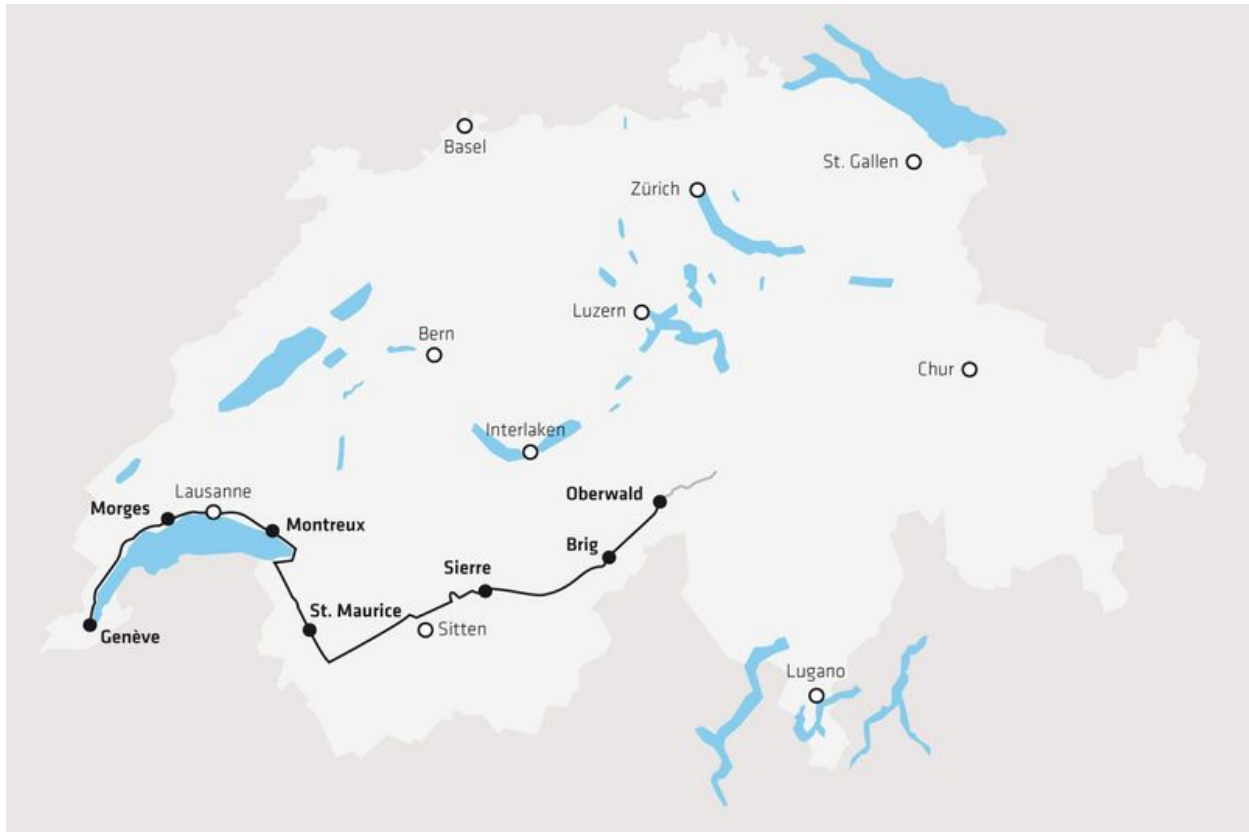 Basel
St. Gallen
Zürich
Luzern
Bern
Chur
Interlaken
Lausanne
Oberwald
Morges
Montreux
Brig
Sierre
St. Maurice
Genève
Sitten
Lugano